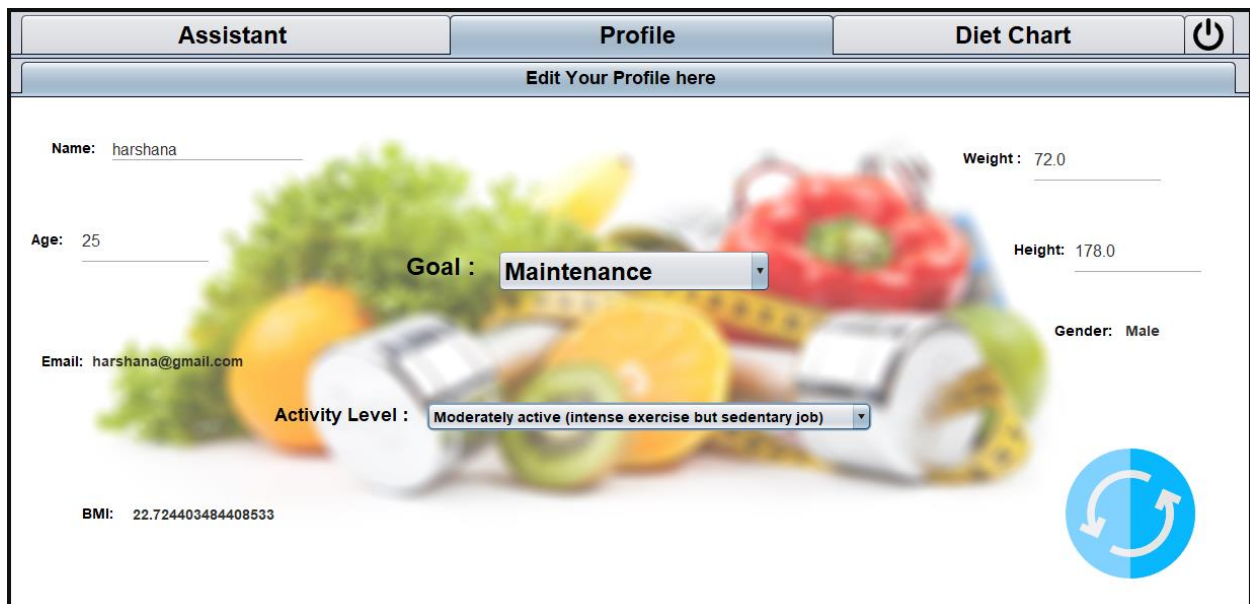 Assistant
Profile
Diet Chart
Edit Your Profile here
Name: harshana
Weight : 72.0
Age: 25
Height: 178.0
Goal : Maintenance
Gender: Male
Email: harshana@gmail.com
Activity Level : Moderately active (intense exercise but sedentary job)
BMI: 22.724403484408533